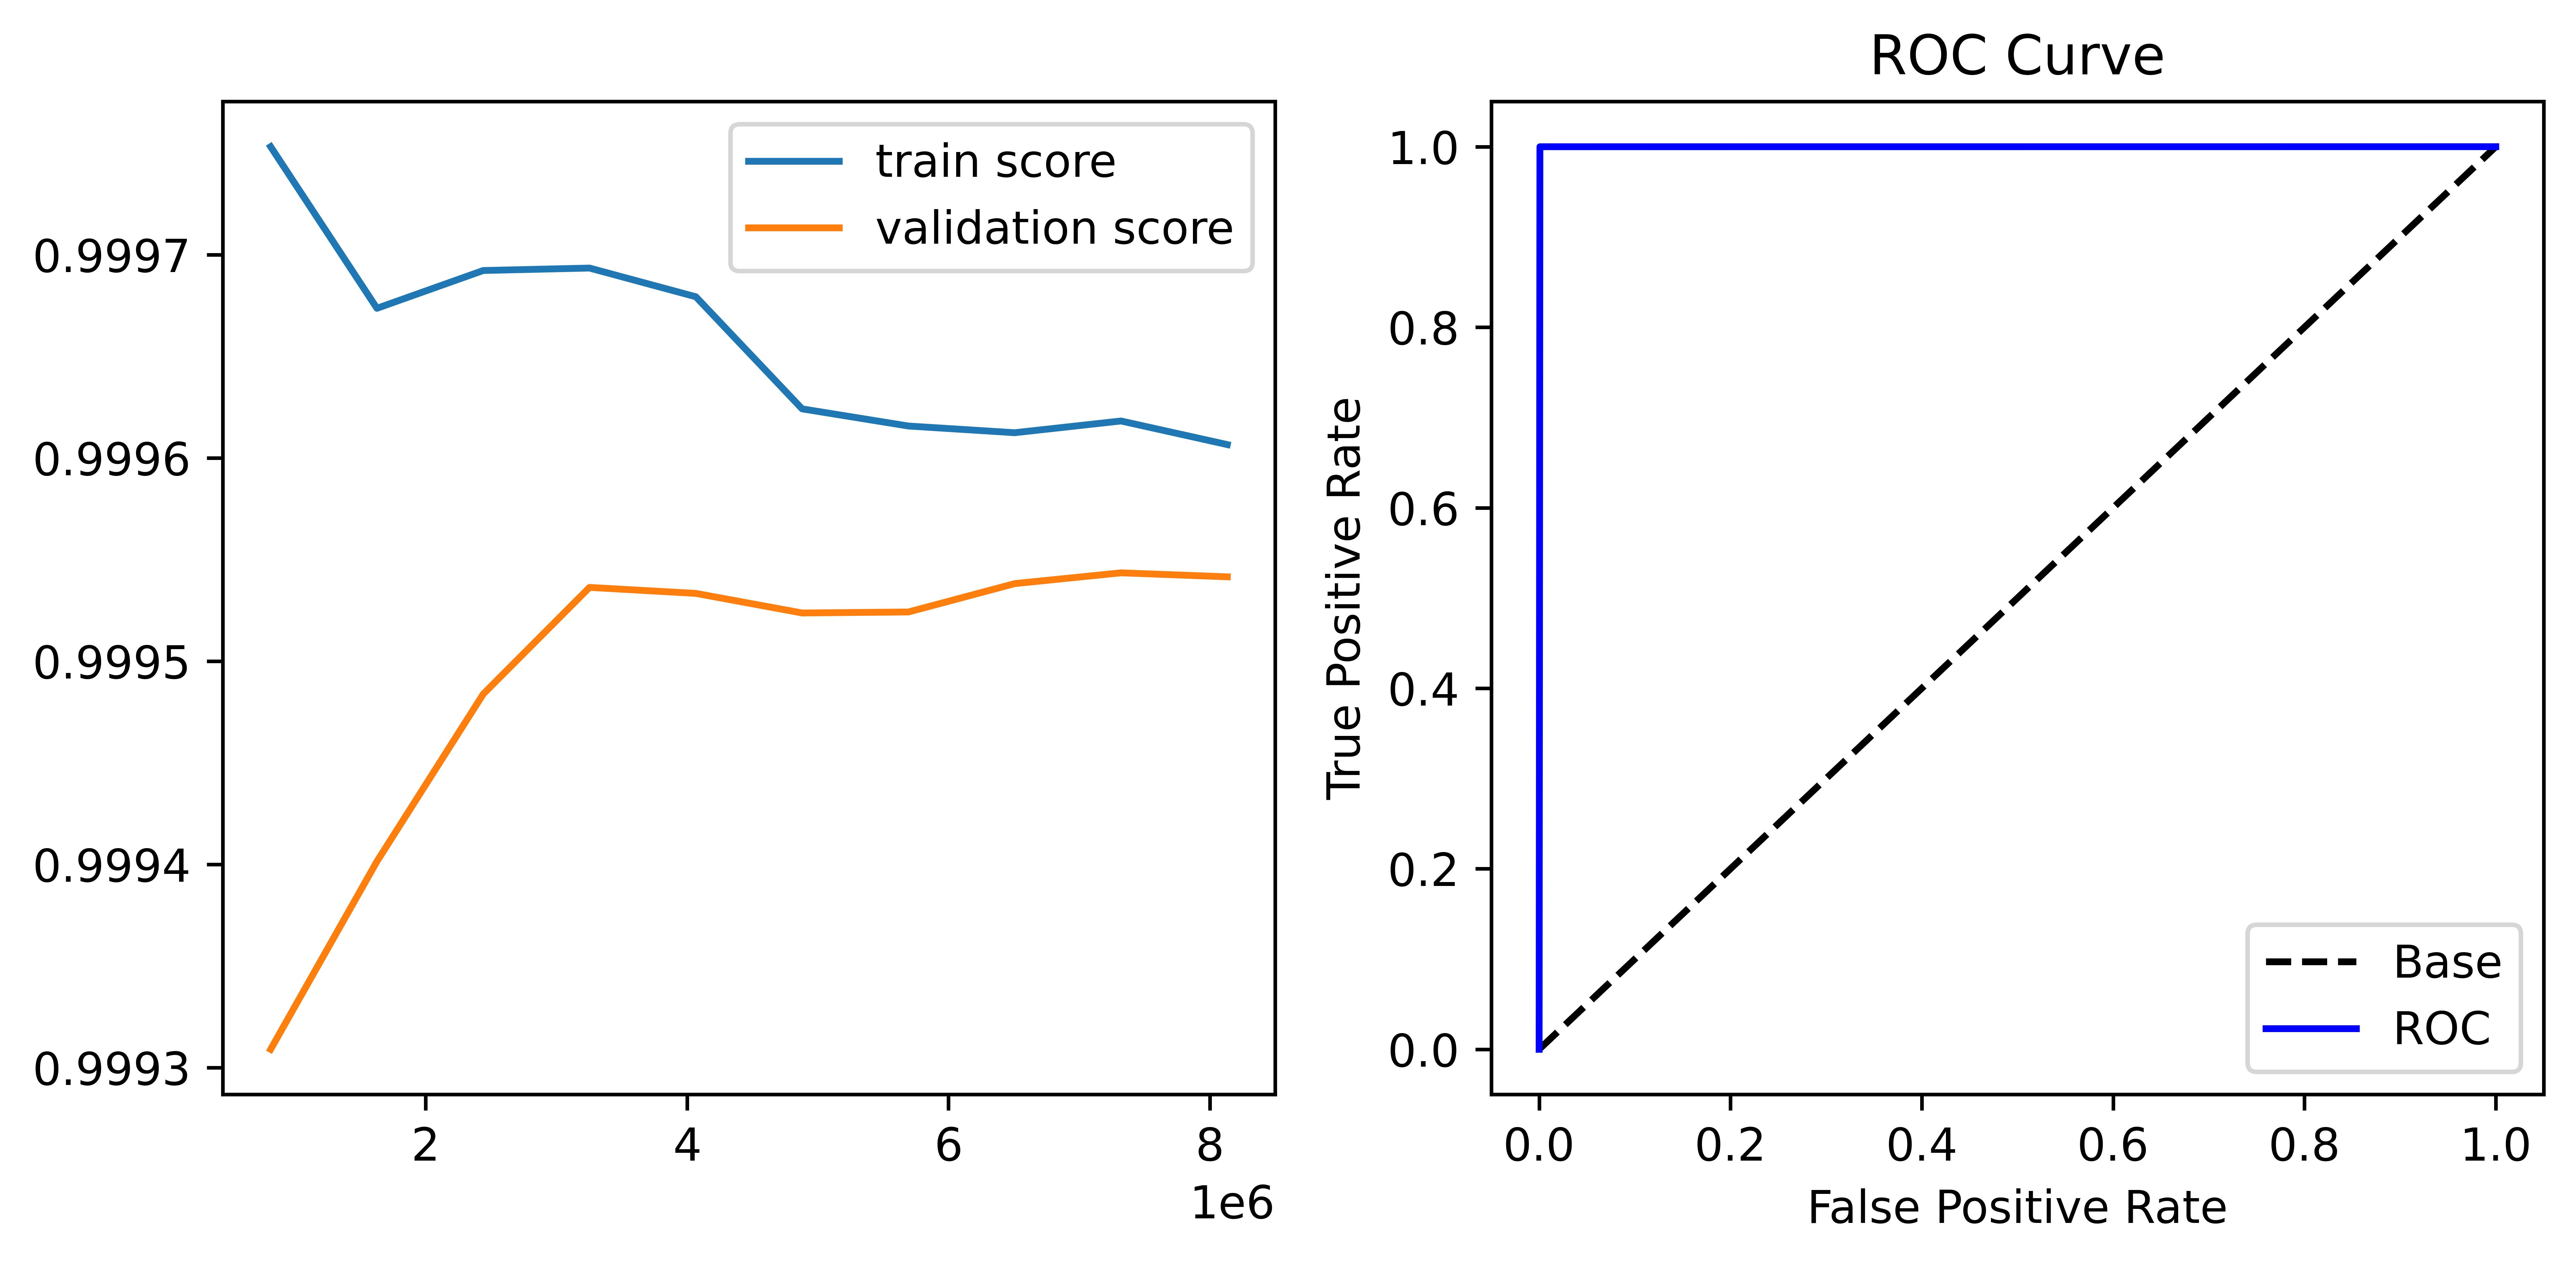 train score
validation score
0.9997
0.9996
0.9995
0.9994
0.9993
2 4 6 8
1e6
ROC Curve
True Positive Rate
1.0
0.8
0.6
0.4
0.2
0.0
Base
ROC
0.0 0.2 0.4 0.6 0.8 1.0
False Positive Rate